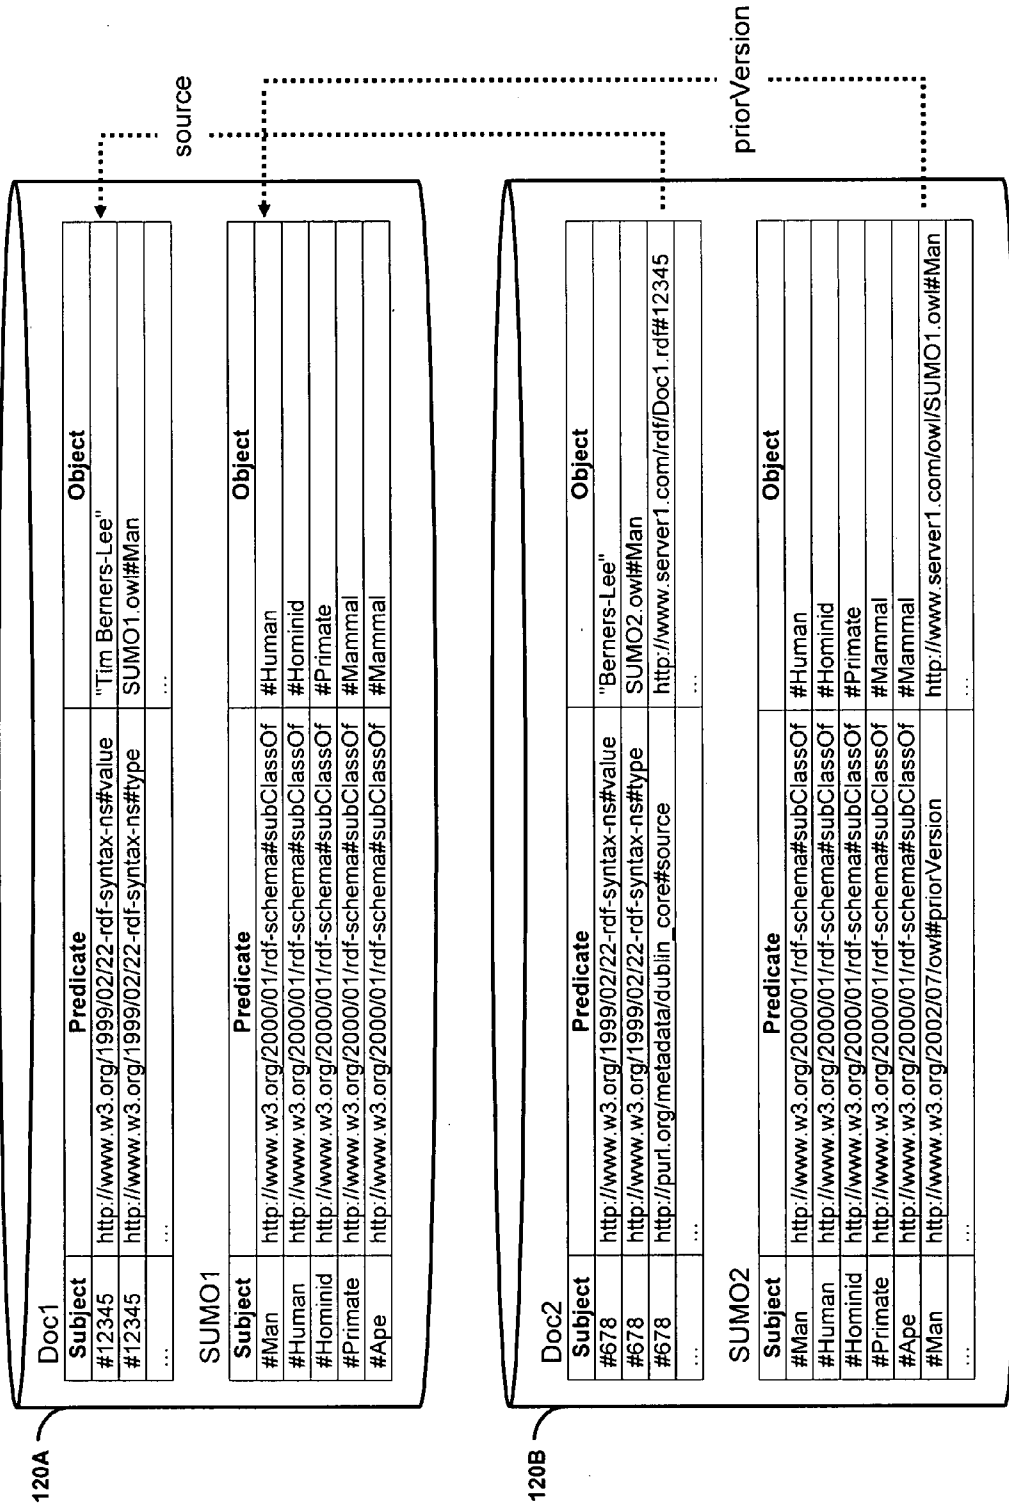 120A
Doc1
Subject Predicate Object
#12345 http://www.w3.org/1999/02/22-rdf-syntax-ns#value "Tim Berners-Lee"
#12345 http://www.w3.org/1999/02/22-rdf-syntax-ns#type SUMO1.owl#Man
... ... ...
SUMO1
Subject Predicate Object
#Man http://www.w3.org/2000/01/rdf-schema#subClassOf #Human
#Human http://www.w3.org/2000/01/rdf-schema#subClassOf #Hominid
#Hominid http://www.w3.org/2000/01/rdf-schema#subClassOf #Primate
#Primate http://www.w3.org/2000/01/rdf-schema#subClassOf #Mammal
#Ape http://www.w3.org/2000/01/rdf-schema#subClassOf #Mammal
source
120B
Doc2
Subject Predicate Object
#678 http://www.w3.org/1999/02/22-rdf-syntax-ns#value "Berners-Lee"
#678 http://www.w3.org/1999/02/22-rdf-syntax-ns#type SUMO2.owl#Man
#678 http://purl.org/metadata/dublin_core#source http://www.server1.com/rdf/Doc1.rdf#12345
... ... ...
SUMO2
Subject Predicate Object
#Man http://www.w3.org/2000/01/rdf-schema#subClassOf #Human
#Human http://www.w3.org/2000/01/rdf-schema#subClassOf #Hominid
#Hominid http://www.w3.org/2000/01/rdf-schema#subClassOf #Primate
#Primate http://www.w3.org/2000/01/rdf-schema#subClassOf #Mammal
#Ape http://www.w3.org/2000/01/rdf-schema#subClassOf #Mammal
#Man http://www.w3.org/2002/07/owl#priorVersion http://www.server1.com/owl/SUMO1.owl#Man
... ... ...
priorVersion